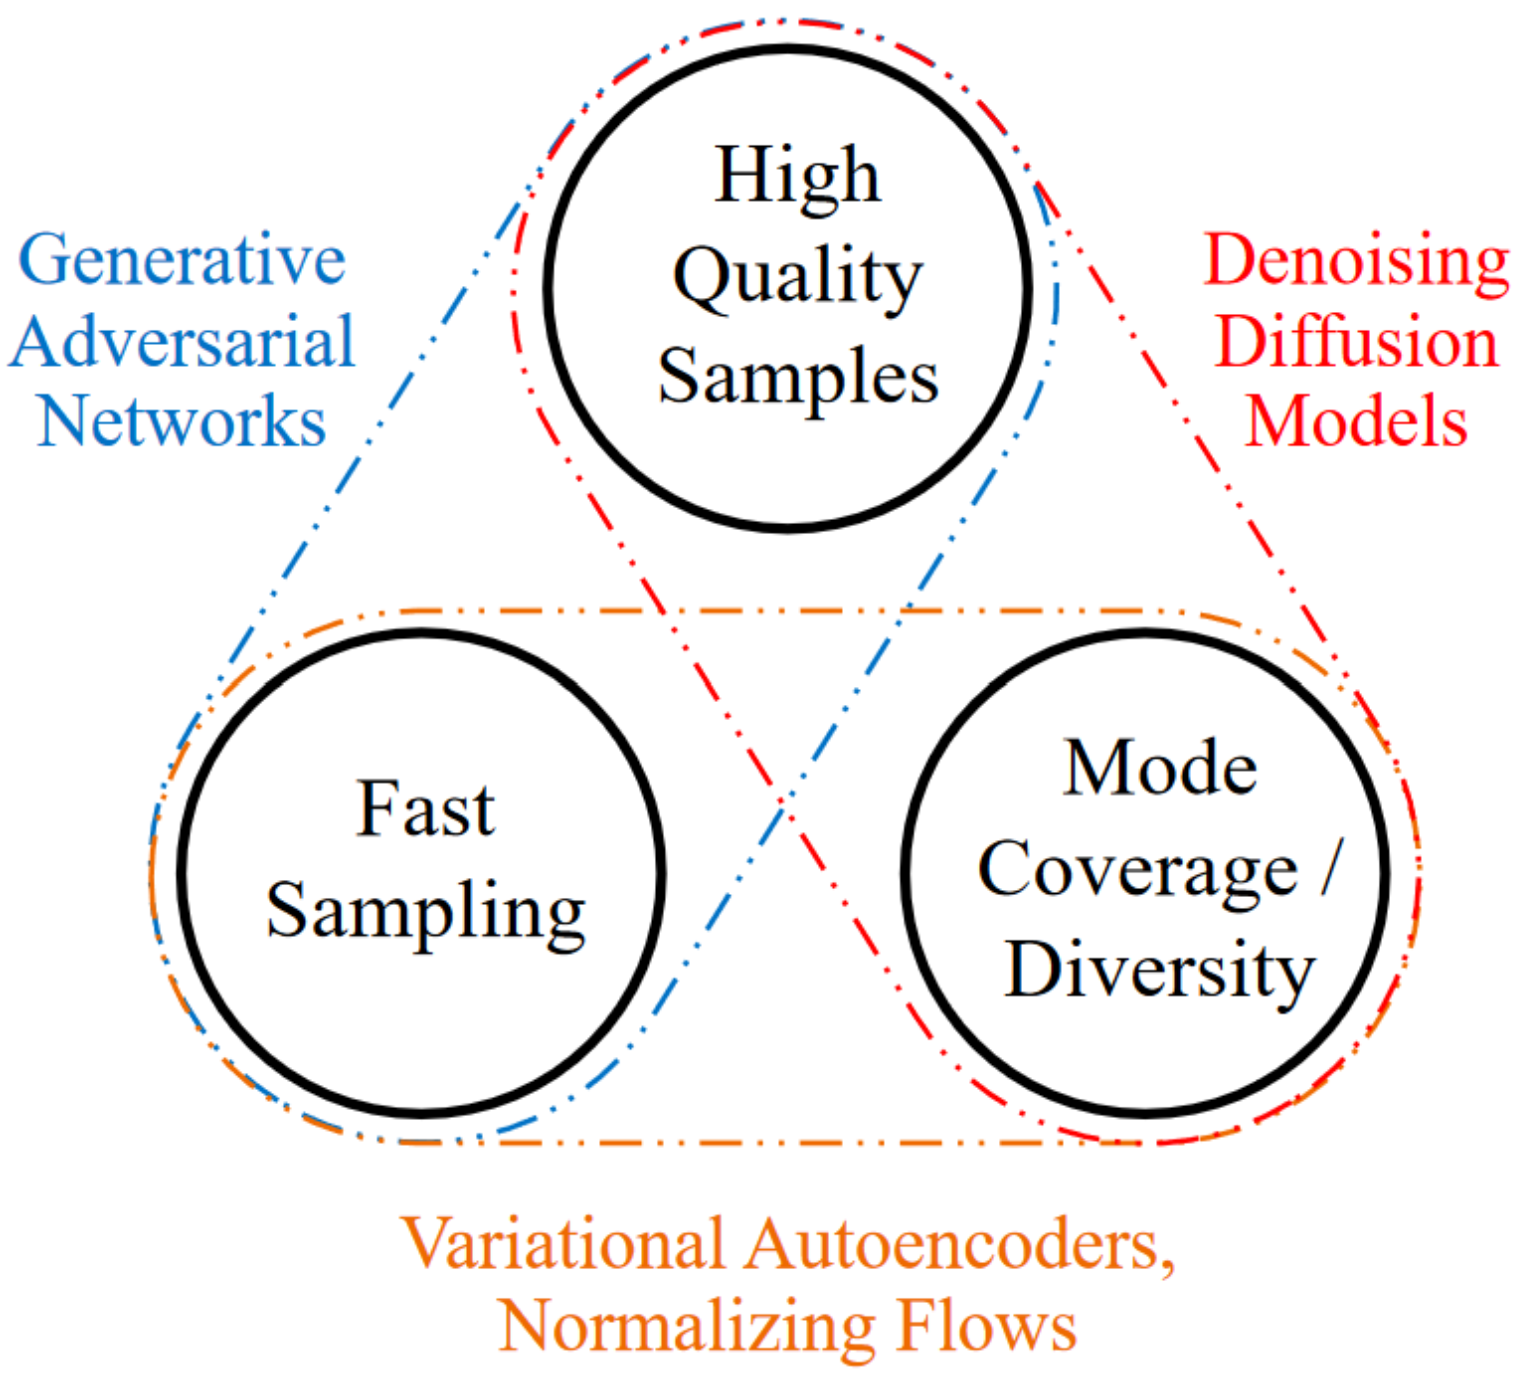 High
Quality
Samples
Generative
Adversarial
Networks
Denoising
Diffusion
Models
Fast
Sampling
Mode
Coverage /
Diversity
Variational Autoencoders,
Normalizing Flows